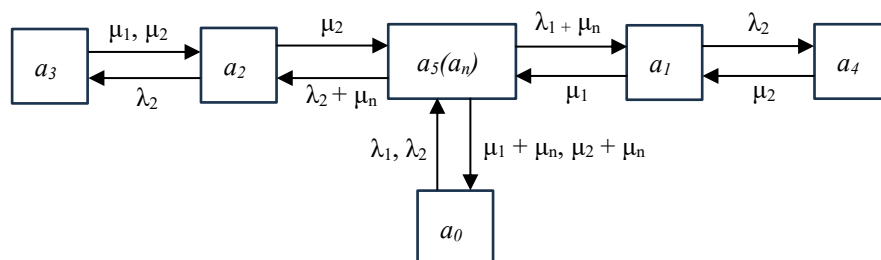 μ₁, μ₂ μ₂ λ₁ + μₙ λ₂
a₃ a₂ a₅(aₙ) a₁ a₄
λ₂ λ₂ + μₙ μ₁ μ₂
λ₁, λ₂ μ₁ + μₙ, μ₂ + μₙ
a₀